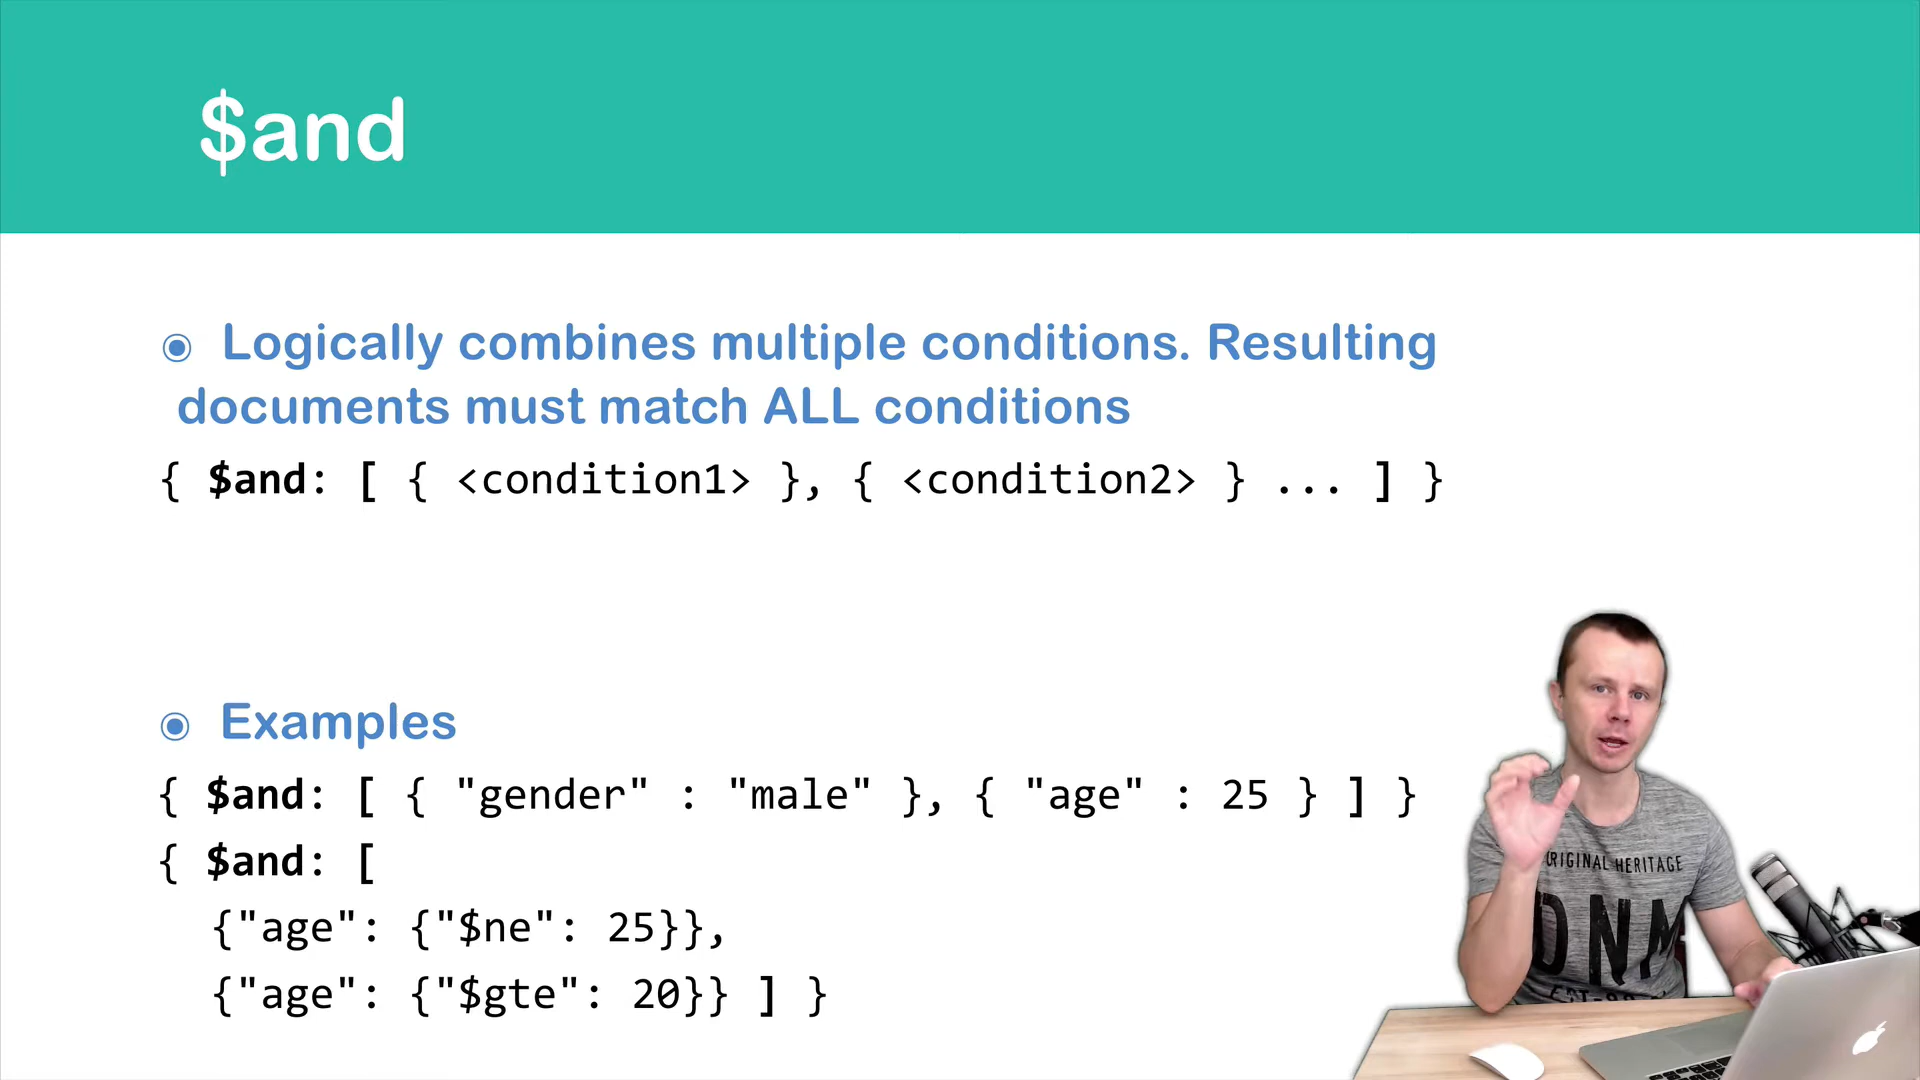 $and
Logically combines multiple conditions. Resulting
documents must match ALL conditions
{ $and: [ { <condition1> }, { <condition2> } ... ] }
Examples
{ $and: [ { "gender" : "male" }, { "age" : 25 } ] }
{ $and: [
{"age": {"$ne": 25}},
{"age": {"$gte": 20}} ] }
ORIGINAL HERITAGE
DNM